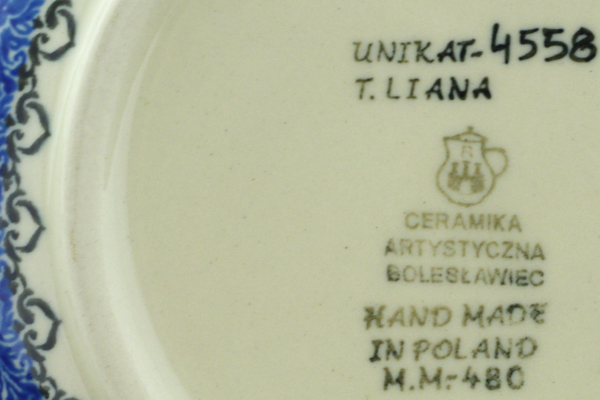 UNIKAT-4558
T. LIANA
CERAMIKA
ARTYSTYCZNA
BOLESŁAWIEC
HAND MADE
IN POLAND
M.M.-480